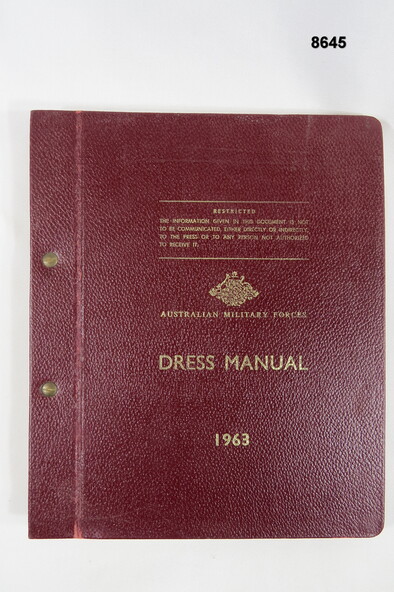 8645
RESTRICTED
THE INFORMATION GIVEN IN THIS DOCUMENT IS NOT
TO BE COMMUNICATED, EITHER DIRECTLY OR INDIRECTLY,
TO THE PRESS OR TO ANY PERSON NOT AUTHORIZED
TO RECEIVE IT.
AUSTRALIAN MILITARY FORCES
DRESS MANUAL
1963